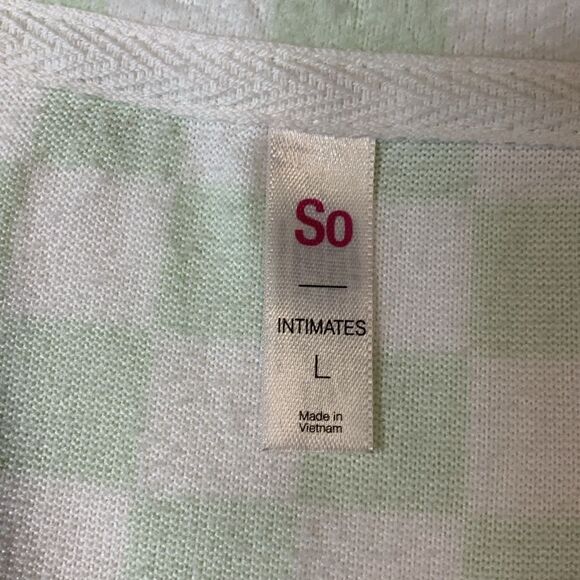 So
INTIMATES
L
Made in
Vietnam